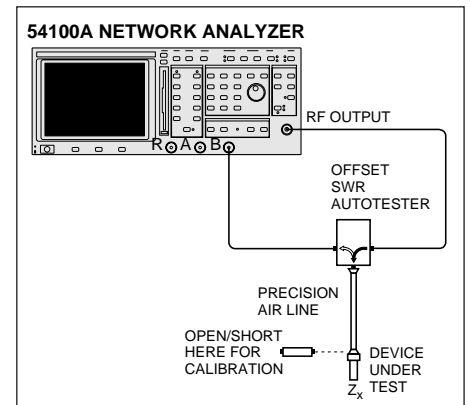 54100A NETWORK ANALYZER
R A B
RF OUTPUT
OFFSET
SWR
AUTOTESTER
PRECISION
AIR LINE
OPEN/SHORT
HERE FOR
CALIBRATION
DEVICE
UNDER
TEST
Zx